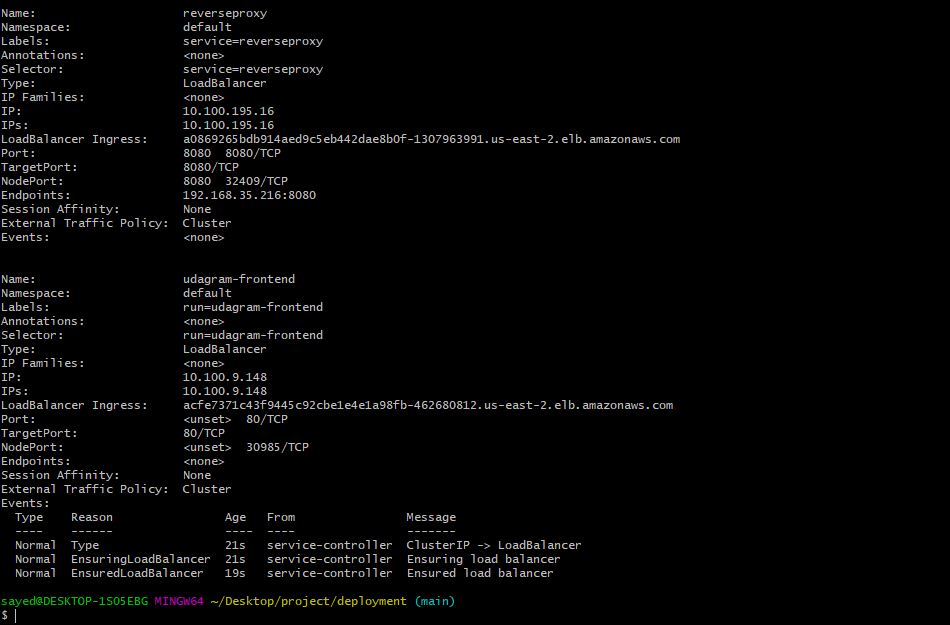 Name:                     reverseproxy
Namespace:                default
Labels:                   service=reverseproxy
Annotations:              <none>
Selector:                 service=reverseproxy
Type:                     LoadBalancer
IP Families:              <none>
IP:                       10.100.195.16
IPs:                      10.100.195.16
LoadBalancer Ingress:     a0869265bdb914aed9c5eb442dae8b0f-1307963991.us-east-2.elb.amazonaws.com
Port:                     8080  8080/TCP
TargetPort:               8080/TCP
NodePort:                 8080  32409/TCP
Endpoints:                192.168.35.216:8080
Session Affinity:         None
External Traffic Policy:  Cluster
Events:                   <none>
Name:                     udagram-frontend
Namespace:                default
Labels:                   run=udagram-frontend
Annotations:              <none>
Selector:                 run=udagram-frontend
Type:                     LoadBalancer
IP Families:              <none>
IP:                       10.100.9.148
IPs:                      10.100.9.148
LoadBalancer Ingress:     acfe7371c43f9445c92cbe1e4e1a98fb-462680812.us-east-2.elb.amazonaws.com
Port:                     <unset>  80/TCP
TargetPort:               80/TCP
NodePort:                 <unset>  30985/TCP
Endpoints:                <none>
Session Affinity:         None
External Traffic Policy:  Cluster
Events:
  Type    Reason                Age   From                Message
  ----    ------                ----  ----                -------
  Normal  Type                  21s   service-controller  ClusterIP -> LoadBalancer
  Normal  EnsuringLoadBalancer  21s   service-controller  Ensuring load balancer
  Normal  EnsuredLoadBalancer   19s   service-controller  Ensured load balancer
sayed@DESKTOP-1SO5EBG MINGW64 ~/Desktop/project/deployment (main)
$